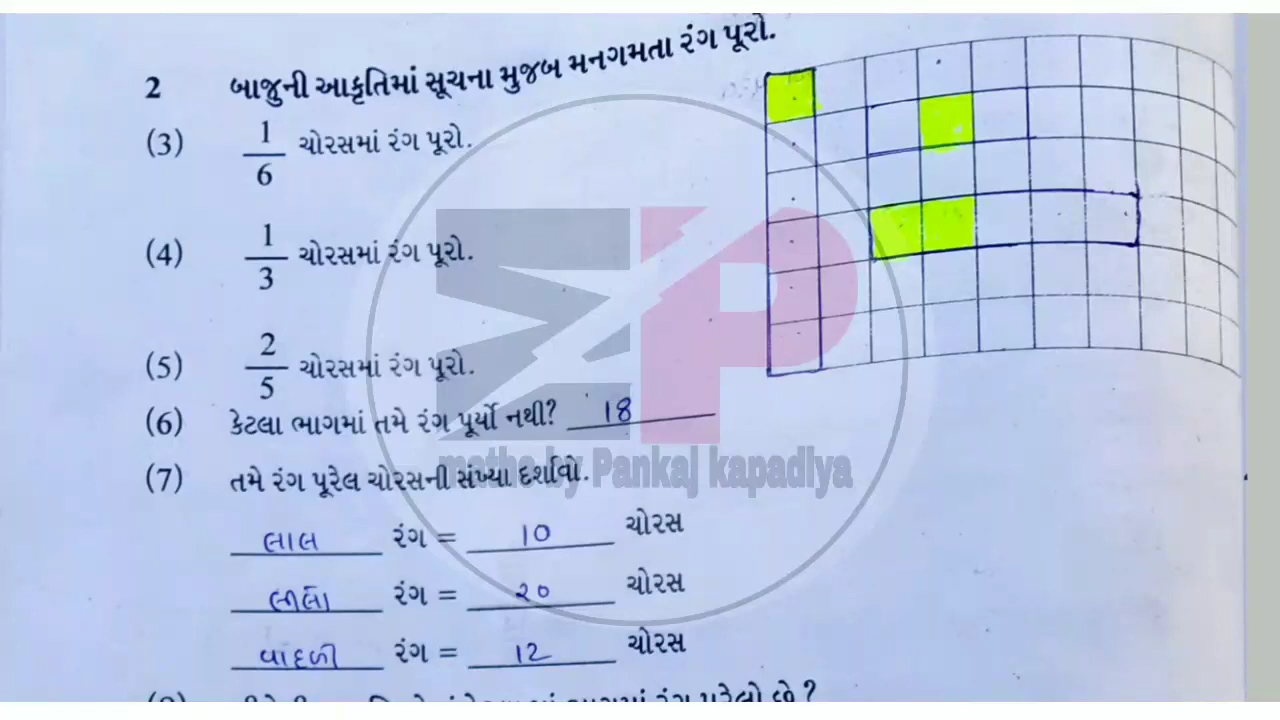 2 બાજુની આકૃતિમાં સૂચના મુજબ મનગમતા રંગ પૂરો.
(3) 1/6 ચોરસમાં રંગ પૂરો.
(4) 1/3 ચોરસમાં રંગ પૂરો.
(5) 2/5 ચોરસમાં રંગ પૂરો.
(6) કેટલા ભાગમાં તમે રંગ પૂર્યો નથી? 18
(7) તમે રંગ પૂરેલ ચોરસની સંખ્યા દર્શાવો.
maths by Pankaj kapadiya
લાલ રંગ = 10 ચોરસ
લીલો રંગ = ૨૦ ચોરસ
વાદળી રંગ = 12 ચોરસ